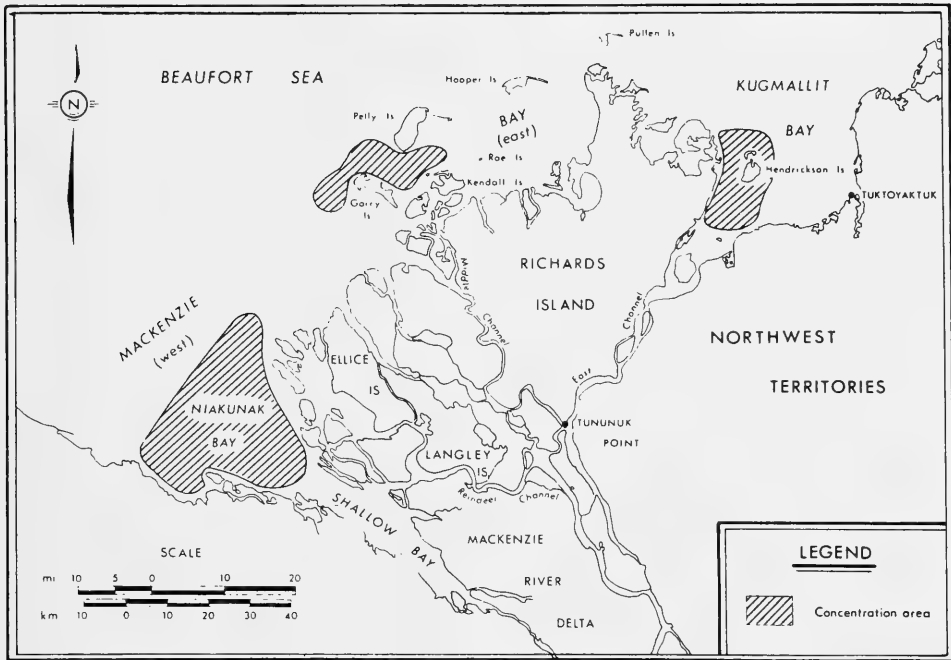 Pullen Is
BEAUFORT SEA
Hooper Is
KUGMALLIT
BAY
N
Pelly Is
BAY
(east)
Rae Is
Kendall Is
Hendrickson Is
TUKTOYAKTUK
Garry
Is
RICHARDS
ISLAND
Middle
Channel
East
Channel
MACKENZIE
(west)
NORTHWEST
TERRITORIES
ELLICE
IS
NIAKUNAK
BAY
TUNUNUK
POINT
LANGLEY
IS
Reindeer Channel
SHALLOW BAY
MACKENZIE
RIVER
DELTA
SCALE
mi 10 5 0 10 20
km 10 0 10 20 30 40
LEGEND
Concentration area